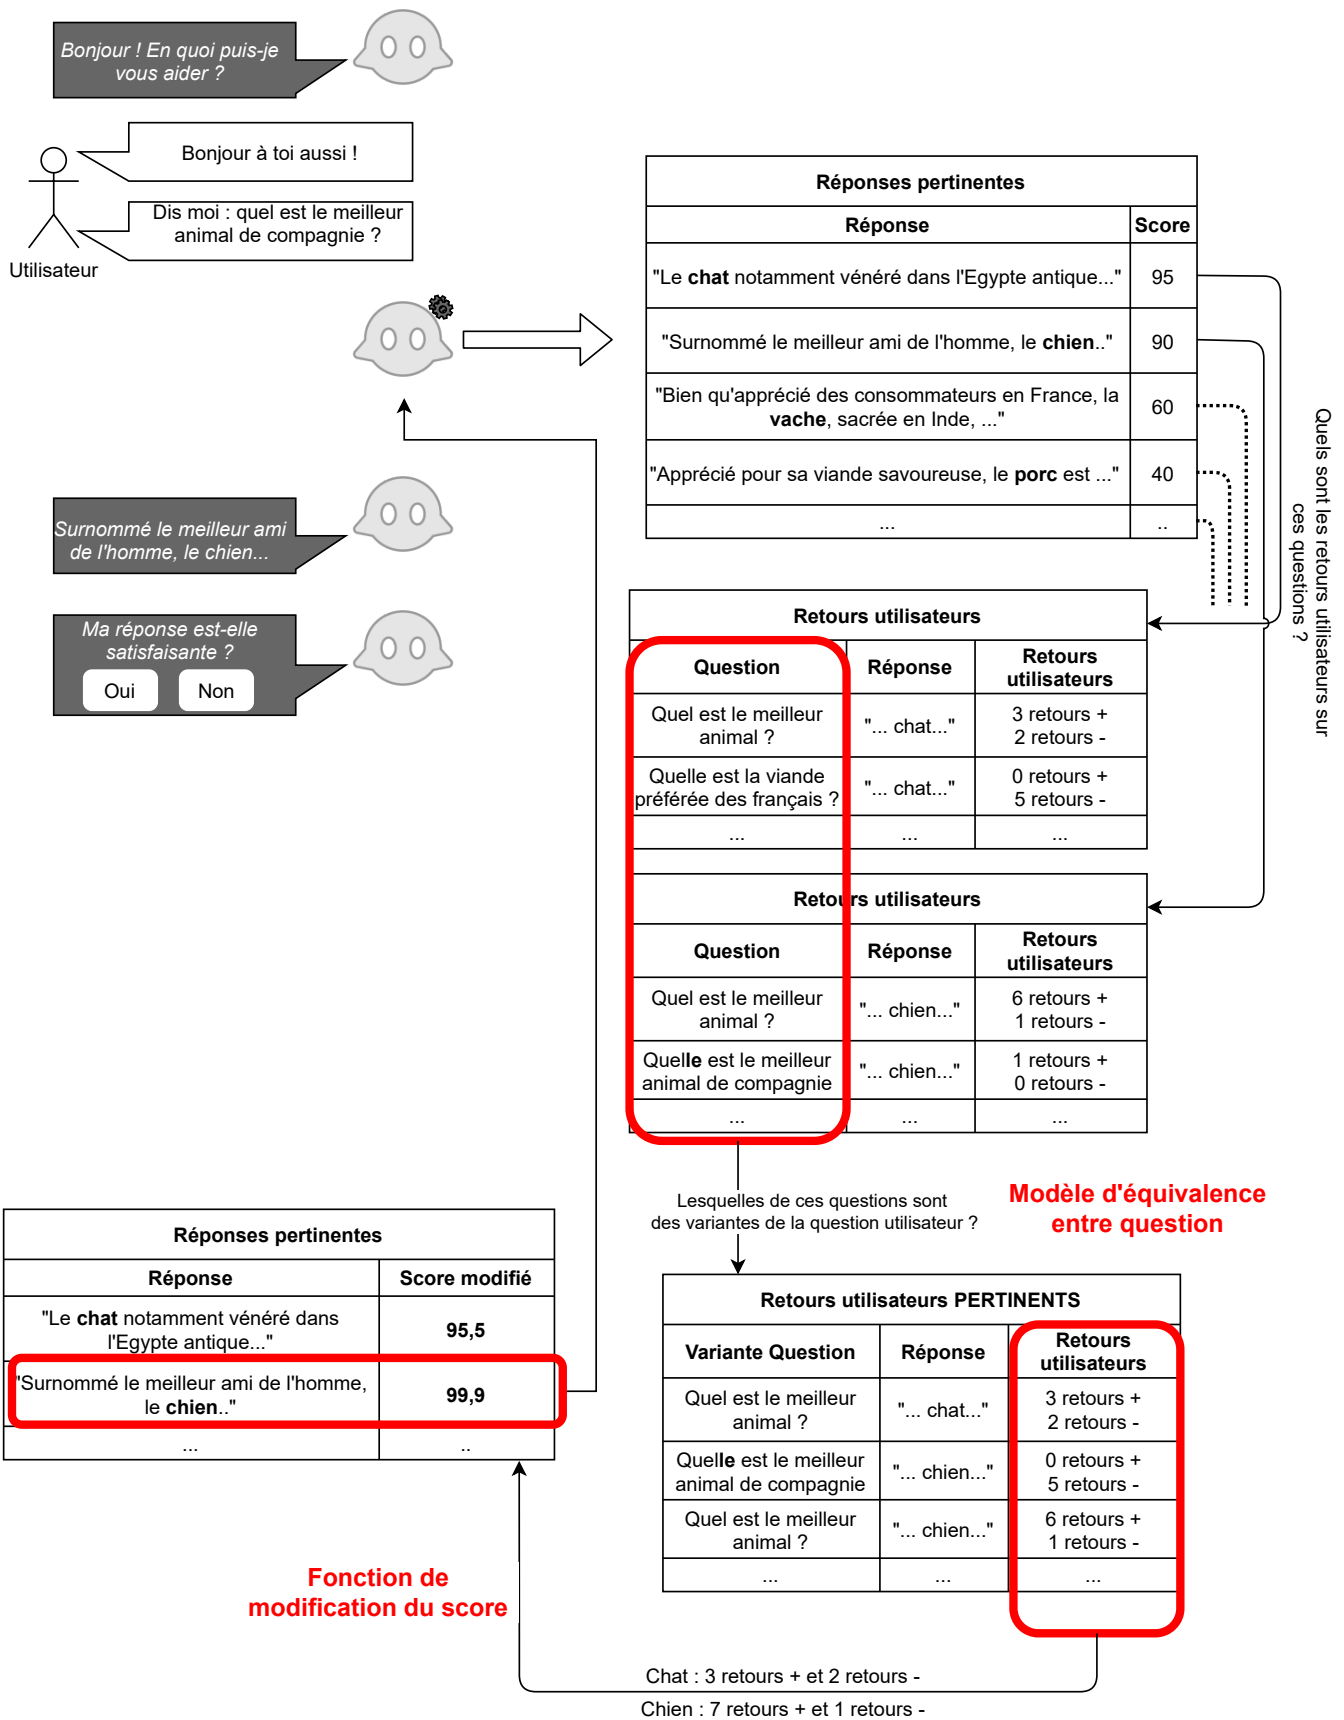 Bonjour ! En quoi puis-je
vous aider ?
Bonjour à toi aussi !
Dis moi : quel est le meilleur
animal de compagnie ?
Utilisateur
Réponses pertinentes
Réponse Score
"Le chat notamment vénéré dans l'Egypte antique..." 95
"Surnommé le meilleur ami de l'homme, le chien.." 90
"Bien qu'apprécié des consommateurs en France, la
vache, sacrée en Inde, ..." 60
"Apprécié pour sa viande savoureuse, le porc est ..." 40
... ..
Quels sont les retours utilisateurs sur
ces questions ?
Surnommé le meilleur ami
de l'homme, le chien...
Ma réponse est-elle
satisfaisante ?
Oui Non
Retours utilisateurs
Question Réponse Retours
utilisateurs
Quel est le meilleur
animal ? "... chat..." 3 retours +
2 retours -
Quelle est la viande
préférée des français ? "... chat..." 0 retours +
5 retours -
... ... ...
Retours utilisateurs
Question Réponse Retours
utilisateurs
Quel est le meilleur
animal ? "... chien..." 6 retours +
1 retours -
Quelle est le meilleur
animal de compagnie "... chien..." 1 retours +
0 retours -
... ... ...
Lesquelles de ces questions sont
des variantes de la question utilisateur ?
Modèle d'équivalence
entre question
Retours utilisateurs PERTINENTS
Variante Question Réponse Retours
utilisateurs
Quel est le meilleur
animal ? "... chat..." 3 retours +
2 retours -
Quelle est le meilleur
animal de compagnie "... chien..." 0 retours +
5 retours -
Quel est le meilleur
animal ? "... chien..." 6 retours +
1 retours -
... ... ...
Réponses pertinentes
Réponse Score modifié
"Le chat notamment vénéré dans
l'Egypte antique..." 95,5
"Surnommé le meilleur ami de l'homme,
le chien.." 99,9
... ..
Fonction de
modification du score
Chat : 3 retours + et 2 retours -
Chien : 7 retours + et 1 retours -